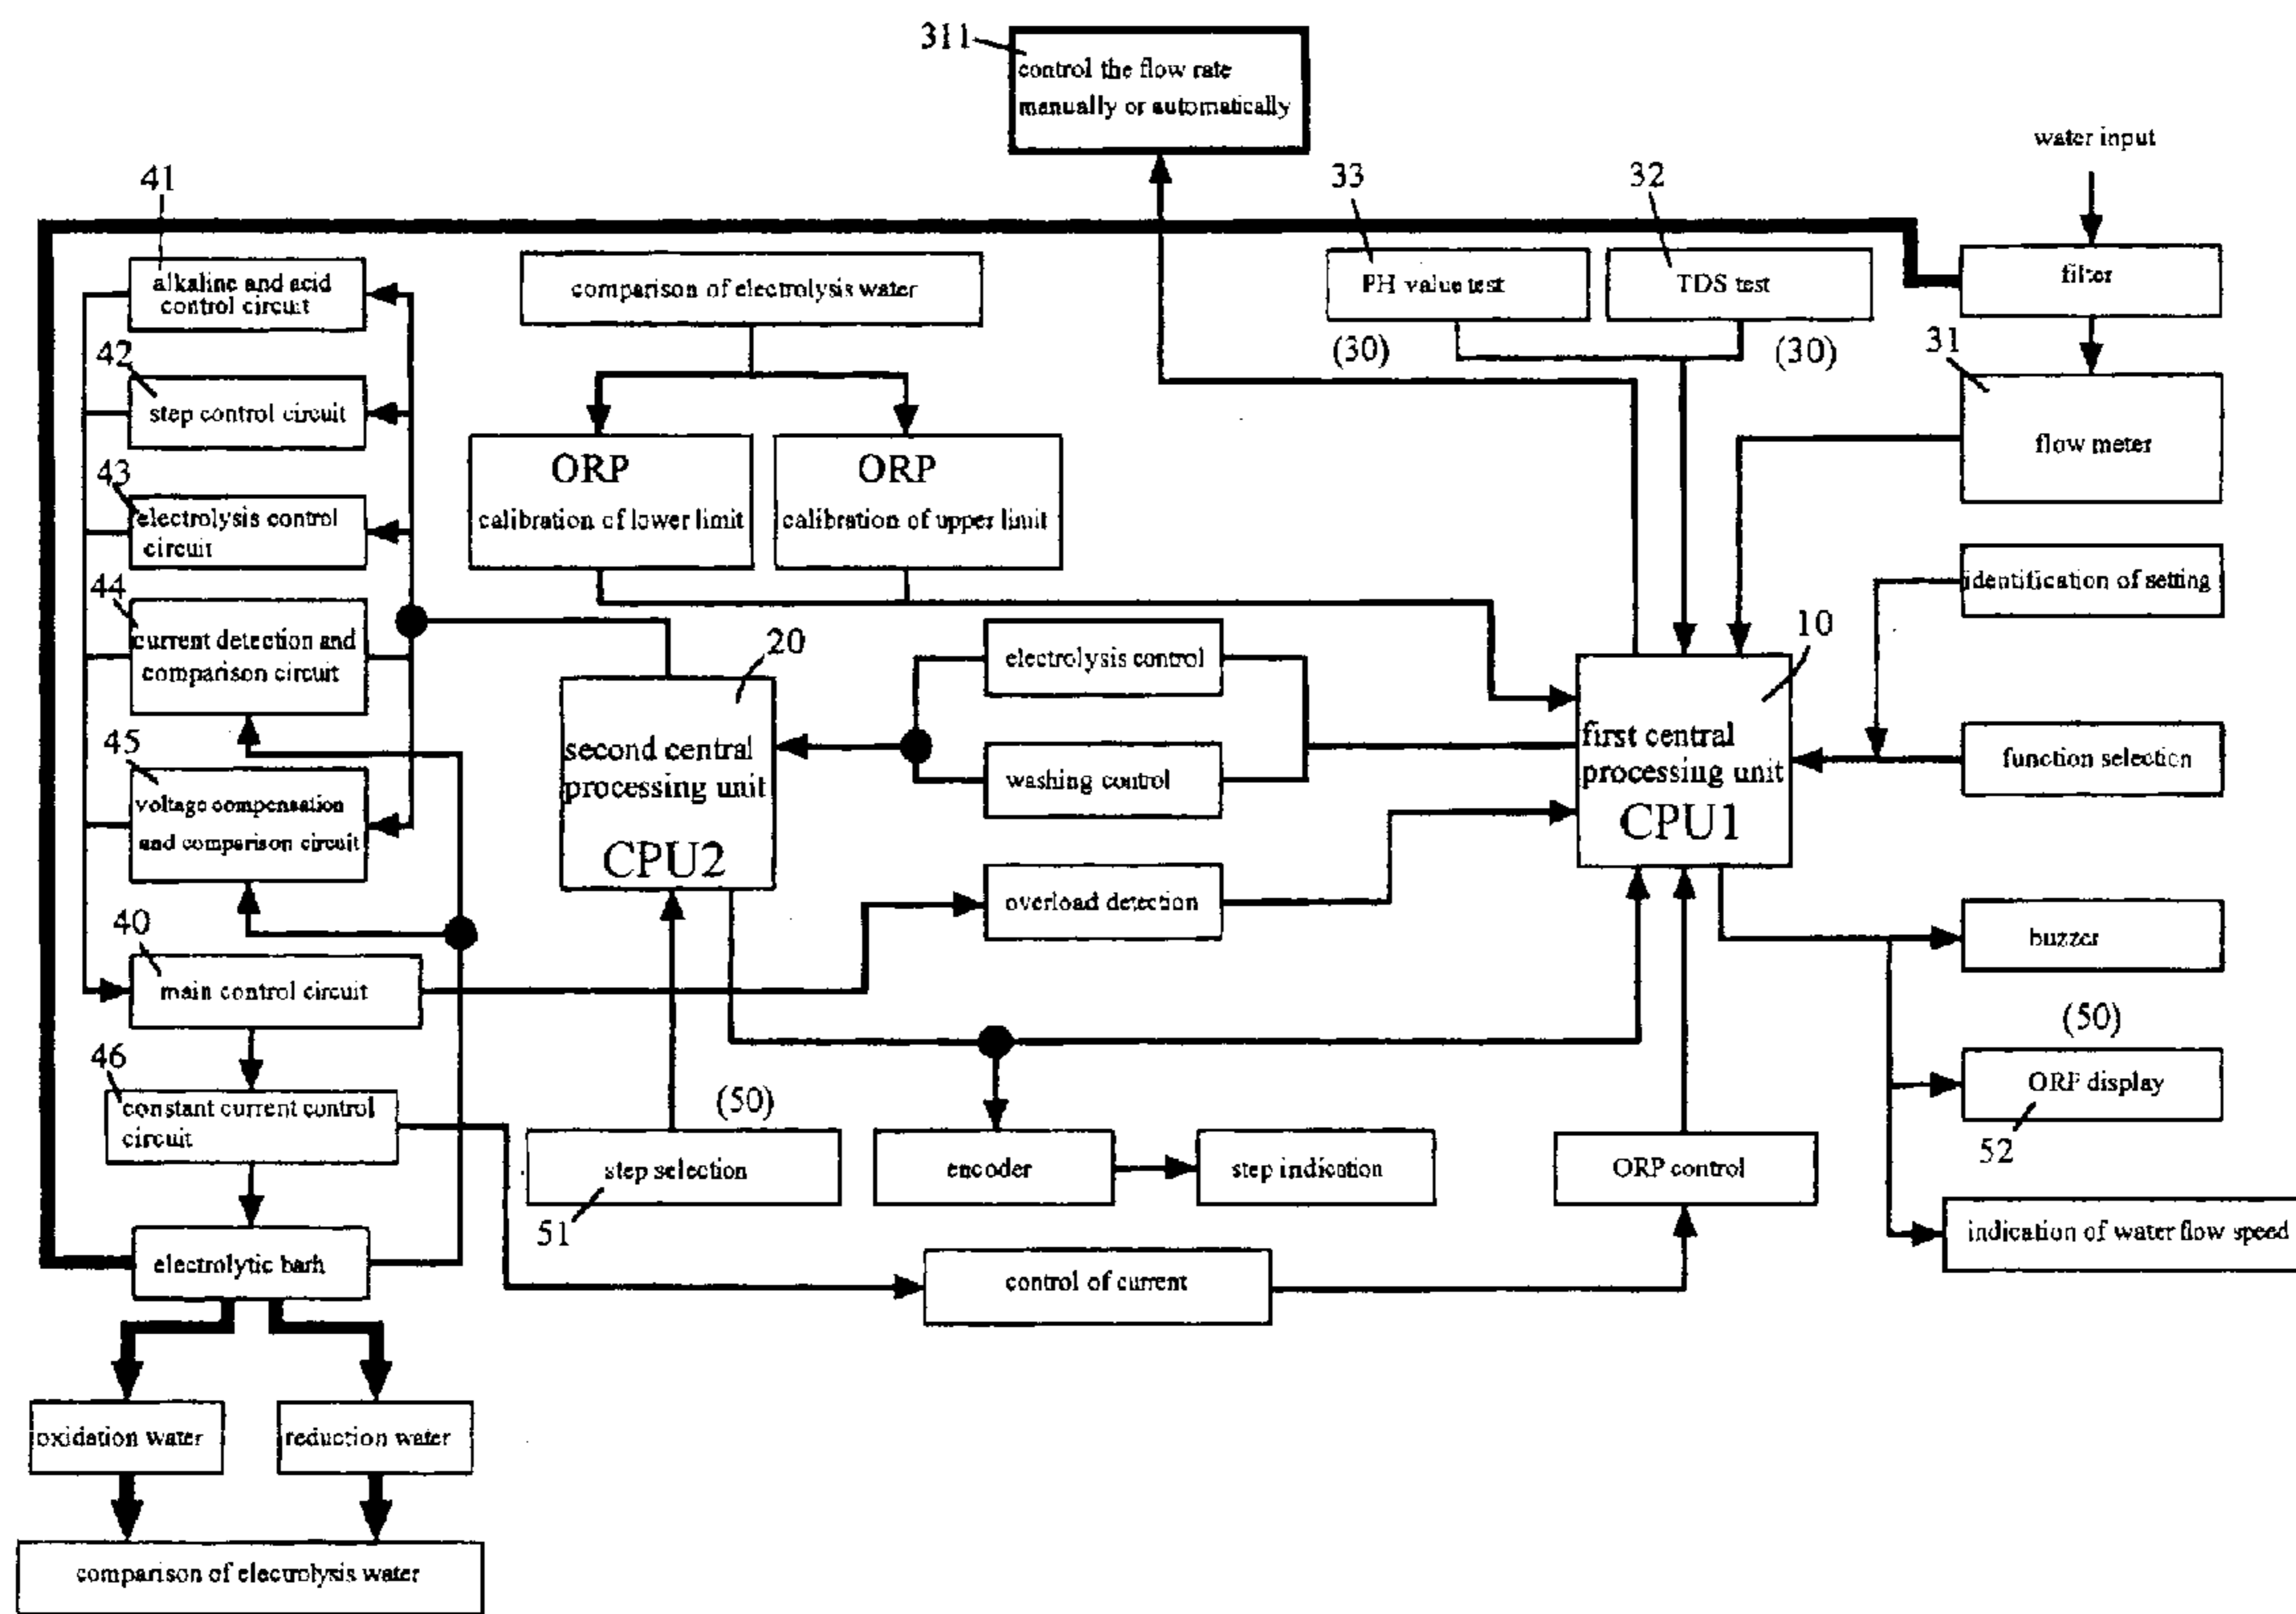 311
control the flow rate
manually or automatically
water input
41
33
32
alkaline and acid
control circuit
comparison of electrolysis water
PH value test
TDS test
filter
(30)
(30)
42
step control circuit
31
flow meter
43
electrolysis control
circuit
ORP
calibration of lower limit
ORP
calibration of upper limit
identification of setting
44
current detection and
comparison circuit
20
electrolysis control
10
45
voltage compensation
and comparison circuit
second central
processing unit
CPU2
washing control
first central
processing unit
CPU1
function selection
overload detection
buzzer
40
main control circuit
(50)
46
constant current control
circuit
(50)
ORP display
52
step selection
51
encoder
step indication
ORP control
indication of water flow speed
electrolytic barh
control of current
oxidation water
reduction water
comparison of electrolysis water